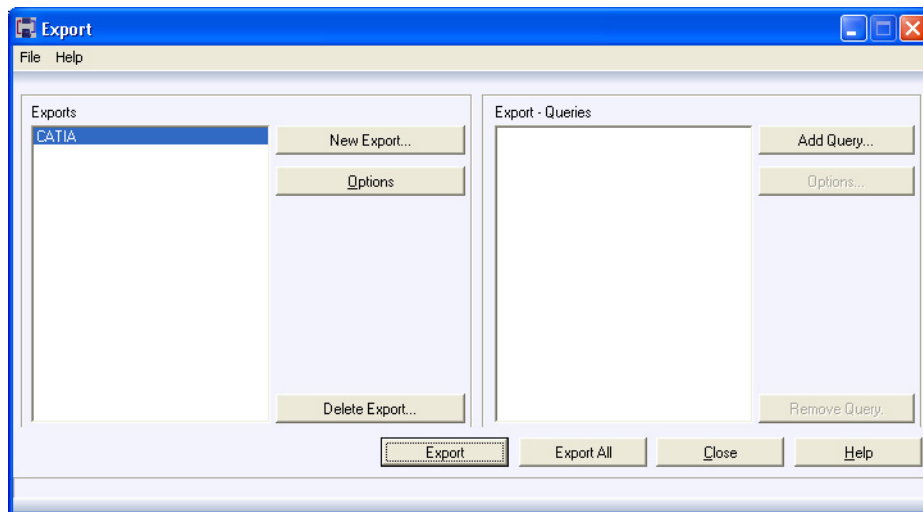 Export
File Help
Exports
CATIA
New Export...
Options
Delete Export...
Export - Queries
Add Query...
Options...
Remove Query.
Export
Export All
Close
Help